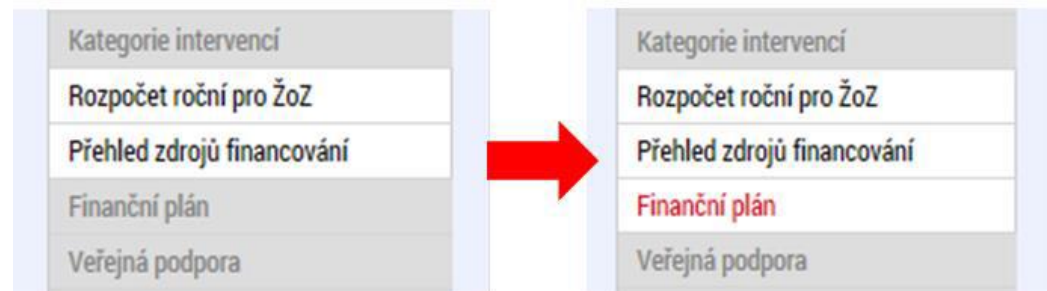 Kategorie intervencí
Rozpočet roční pro ŽoZ
Přehled zdrojů financování
Finanční plán
Veřejná podpora
Kategorie intervencí
Rozpočet roční pro ŽoZ
Přehled zdrojů financování
Finanční plán
Veřejná podpora